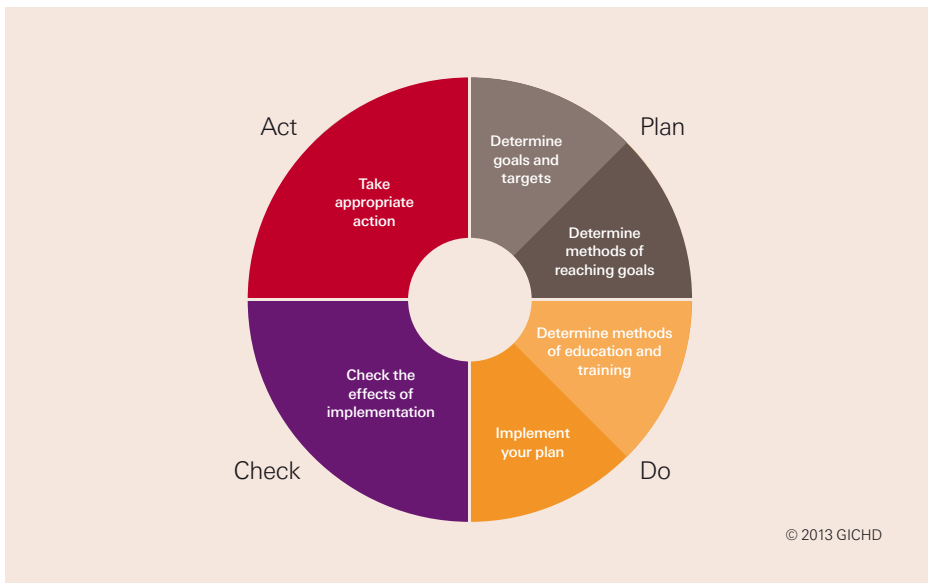 Act
Plan
Determine
goals and
targets
Take
appropriate
action
Determine
methods of
reaching goals
Determine methods
of education and
training
Check the
effects of
implementation
Implement
your plan
Check
Do
© 2013 GICHD